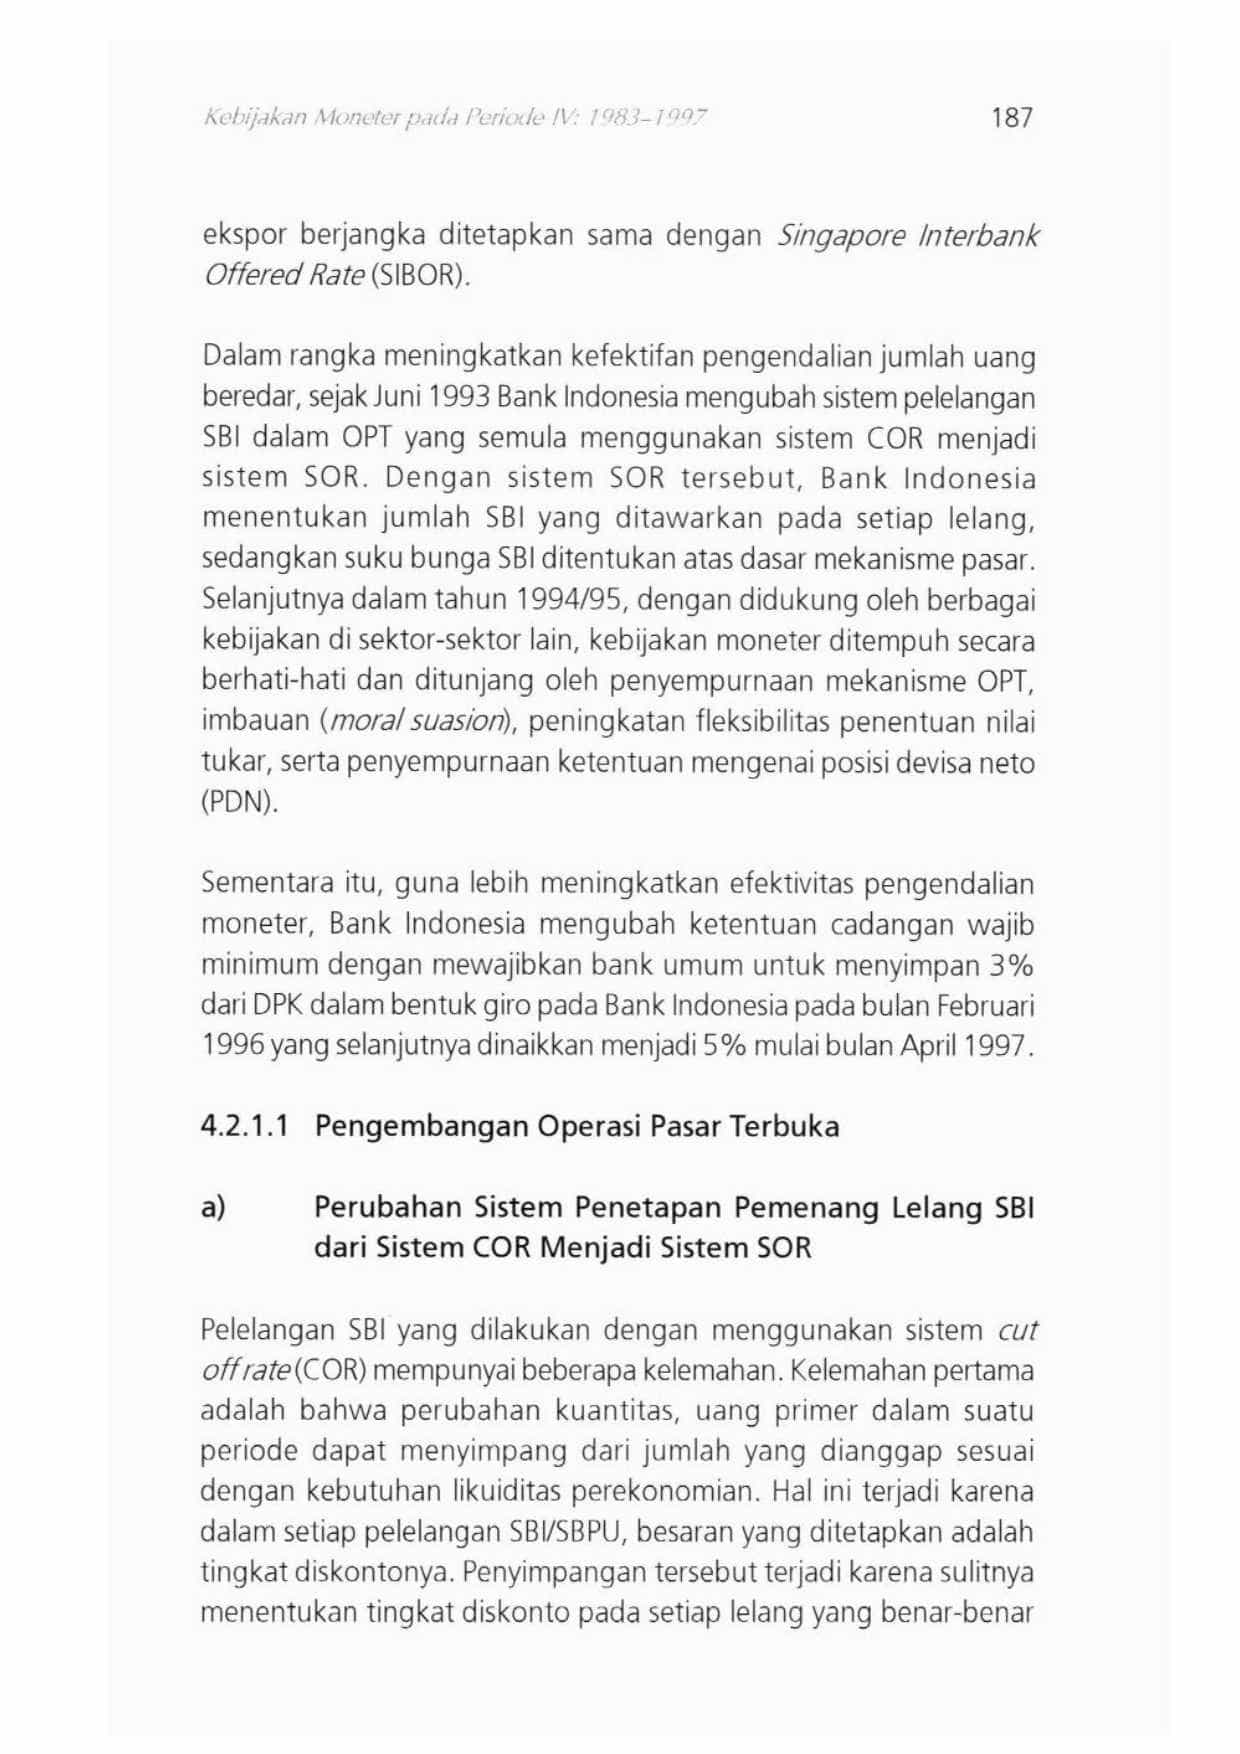 Kebijakan Moneter pada Periode IV: 1983–1997 187
ekspor berjangka ditetapkan sama dengan Singapore Interbank
Offered Rate (SIBOR).
Dalam rangka meningkatkan kefektifan pengendalian jumlah uang
beredar, sejak Juni 1993 Bank Indonesia mengubah sistem pelelangan
SBI dalam OPT yang semula menggunakan sistem COR menjadi
sistem SOR. Dengan sistem SOR tersebut, Bank Indonesia
menentukan jumlah SBI yang ditawarkan pada setiap lelang,
sedangkan suku bunga SBI ditentukan atas dasar mekanisme pasar.
Selanjutnya dalam tahun 1994/95, dengan didukung oleh berbagai
kebijakan di sektor-sektor lain, kebijakan moneter ditempuh secara
berhati-hati dan ditunjang oleh penyempurnaan mekanisme OPT,
imbauan (moral suasion), peningkatan fleksibilitas penentuan nilai
tukar, serta penyempurnaan ketentuan mengenai posisi devisa neto
(PDN).
Sementara itu, guna lebih meningkatkan efektivitas pengendalian
moneter, Bank Indonesia mengubah ketentuan cadangan wajib
minimum dengan mewajibkan bank umum untuk menyimpan 3%
dari DPK dalam bentuk giro pada Bank Indonesia pada bulan Februari
1996 yang selanjutnya dinaikkan menjadi 5% mulai bulan April 1997.
4.2.1.1 Pengembangan Operasi Pasar Terbuka
a) Perubahan Sistem Penetapan Pemenang Lelang SBI
dari Sistem COR Menjadi Sistem SOR
Pelelangan SBI yang dilakukan dengan menggunakan sistem cut
off rate (COR) mempunyai beberapa kelemahan. Kelemahan pertama
adalah bahwa perubahan kuantitas, uang primer dalam suatu
periode dapat menyimpang dari jumlah yang dianggap sesuai
dengan kebutuhan likuiditas perekonomian. Hal ini terjadi karena
dalam setiap pelelangan SBI/SBPU, besaran yang ditetapkan adalah
tingkat diskontonya. Penyimpangan tersebut terjadi karena sulitnya
menentukan tingkat diskonto pada setiap lelang yang benar-benar